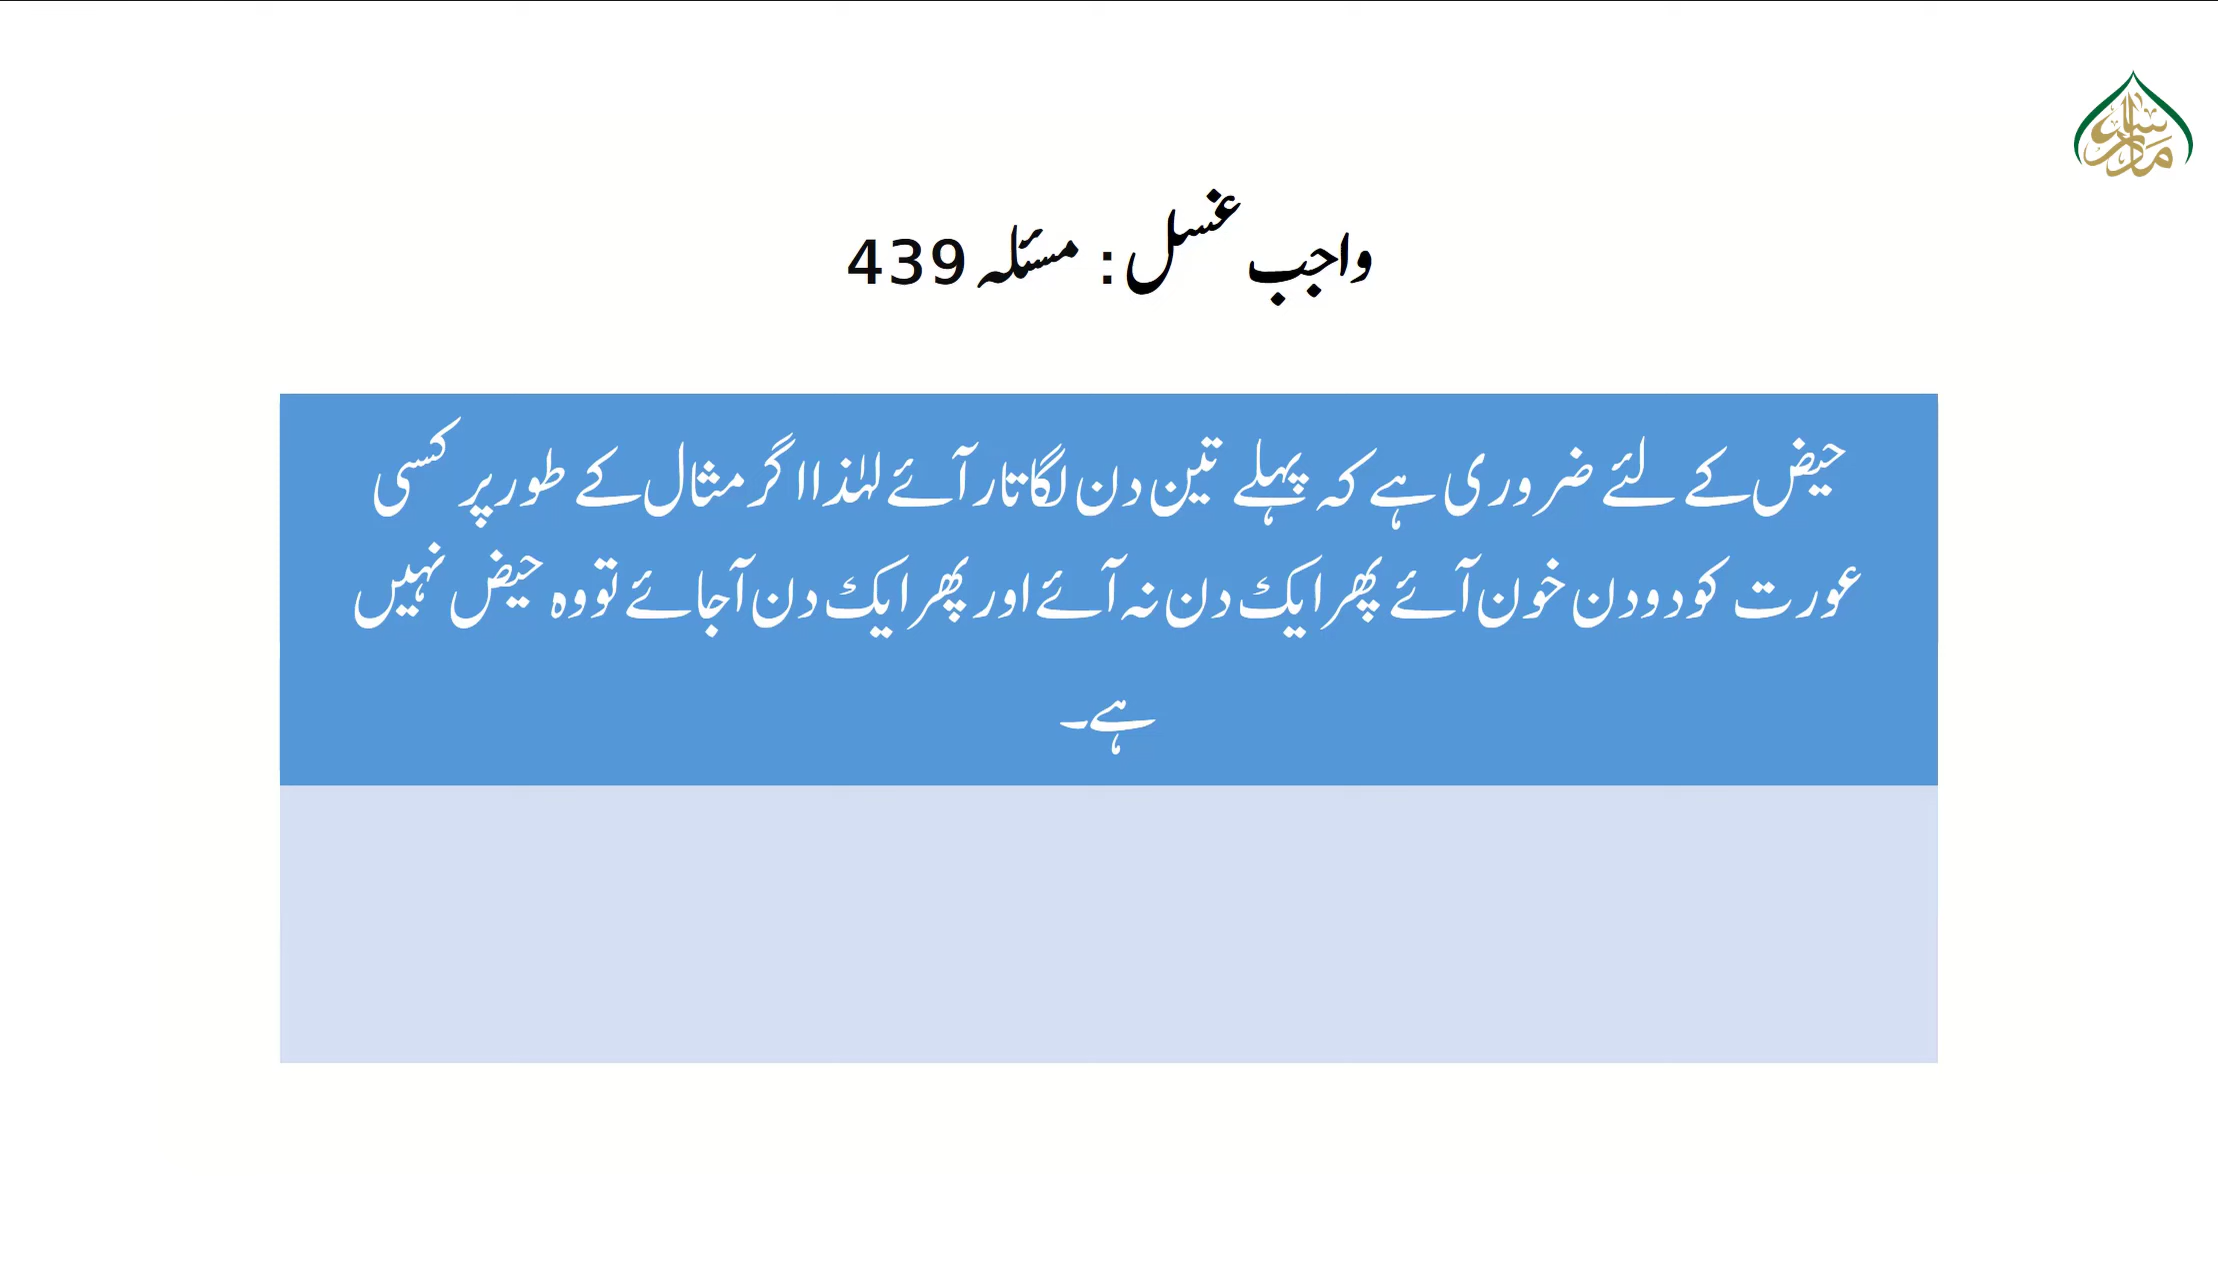 واجب غسل: مسئلہ 439
حیض کے لئے ضروری ہے کہ پہلے تین دن لگاتار آئے لہٰذا اگر مثال کے طور پر کسی
عورت کو دو دن خون آئے پھر ایک دن نہ آئے اور پھر ایک دن آجائے تو وہ حیض نہیں
ہے۔